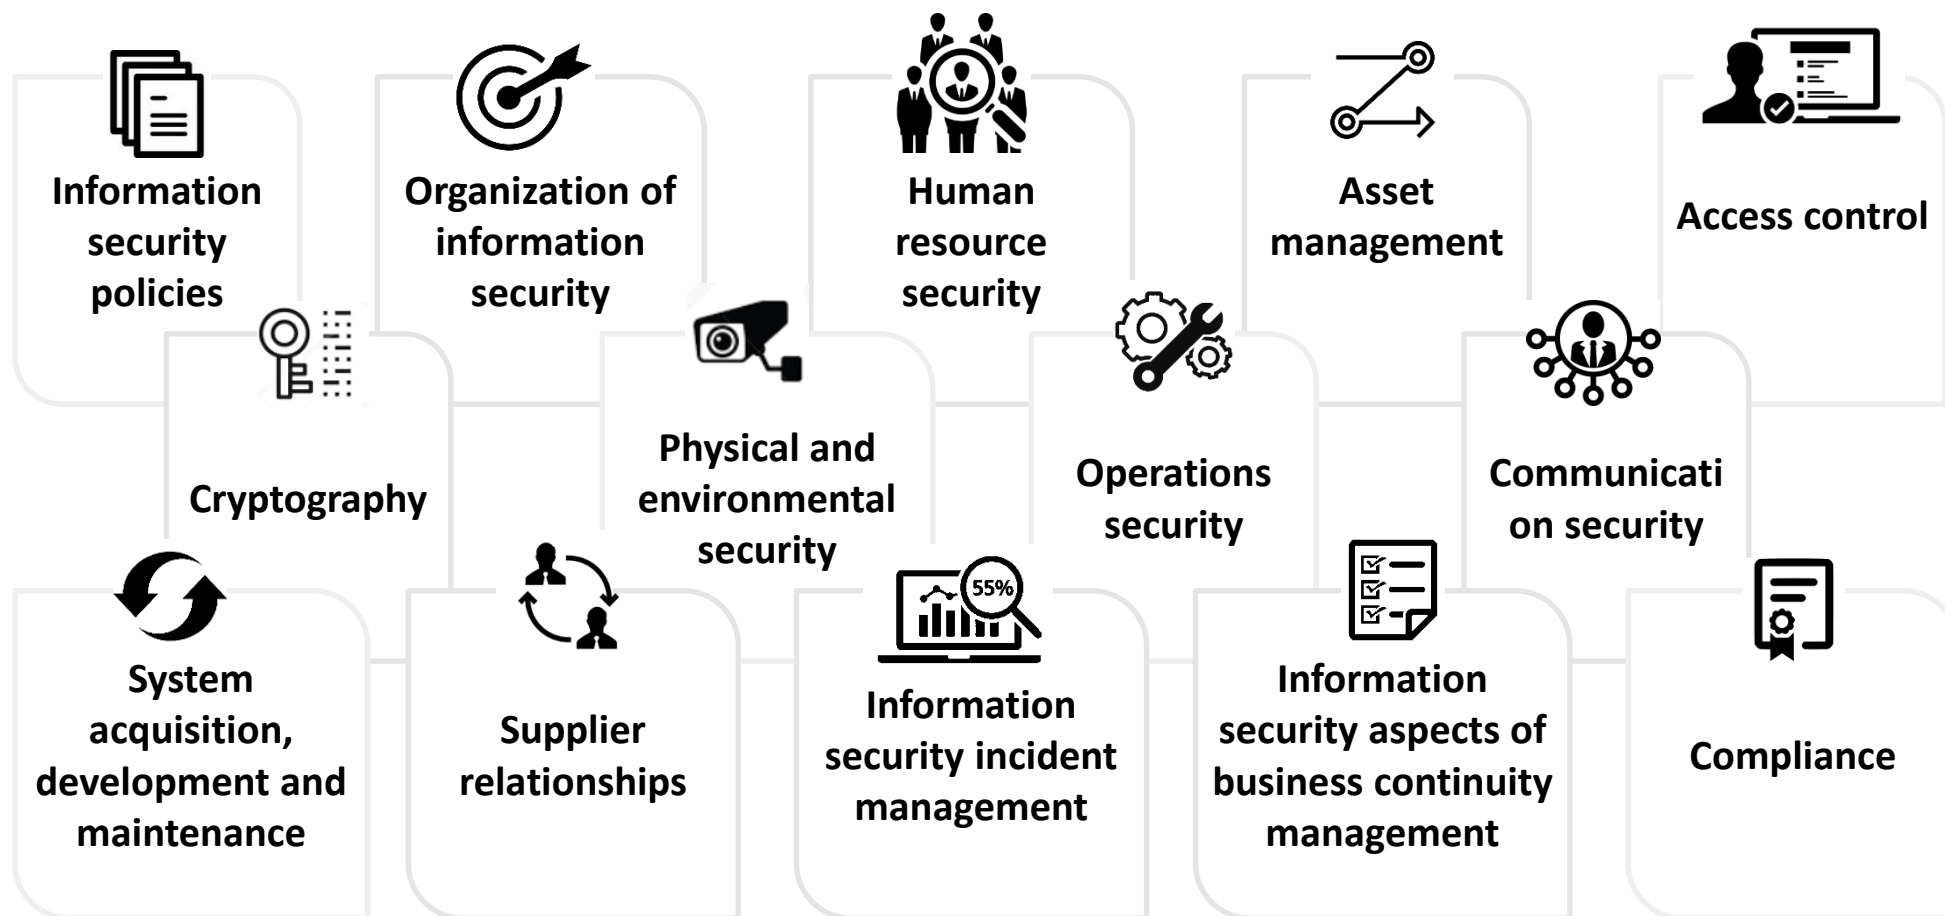 Information
security
policies
Organization of
information
security
Human
resource
security
Asset
management
Access control
Cryptography
Physical and
environmental
security
Operations
security
Communicati
on security
System
acquisition,
development and
maintenance
Supplier
relationships
55%
Information
security incident
management
Information
security aspects of
business continuity
management
Compliance